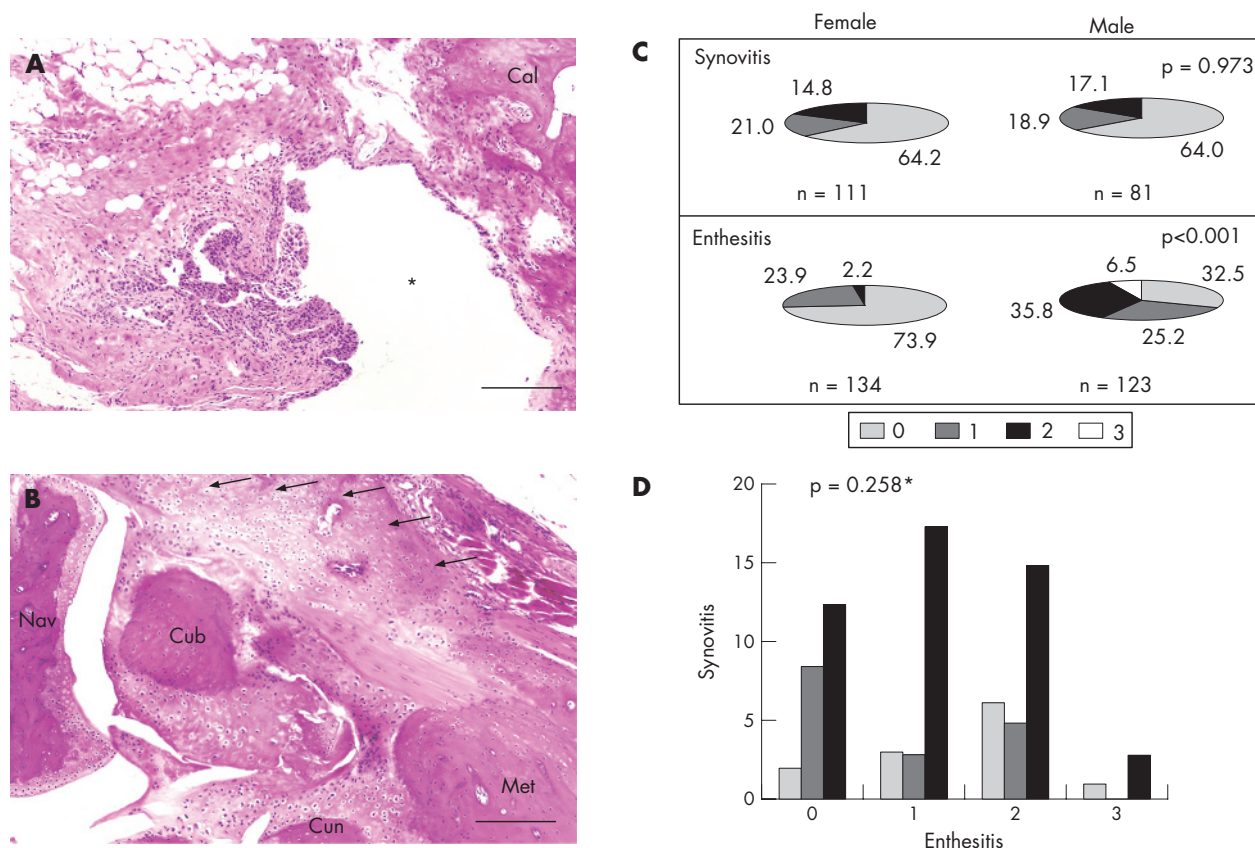 A
Cal
*
B
Nav
Cub
Met
Cun
C
Female
Male
Synovitis
p = 0.973
14.8
21.0
64.2
n = 111
17.1
18.9
64.0
n = 81
Enthesitis
p<0.001
23.9
2.2
73.9
n = 134
6.5
32.5
35.8
25.2
n = 123
0 1 2 3
D
p = 0.258*
Synovitis
20
15
10
5
0
0 1 2 3
Enthesitis